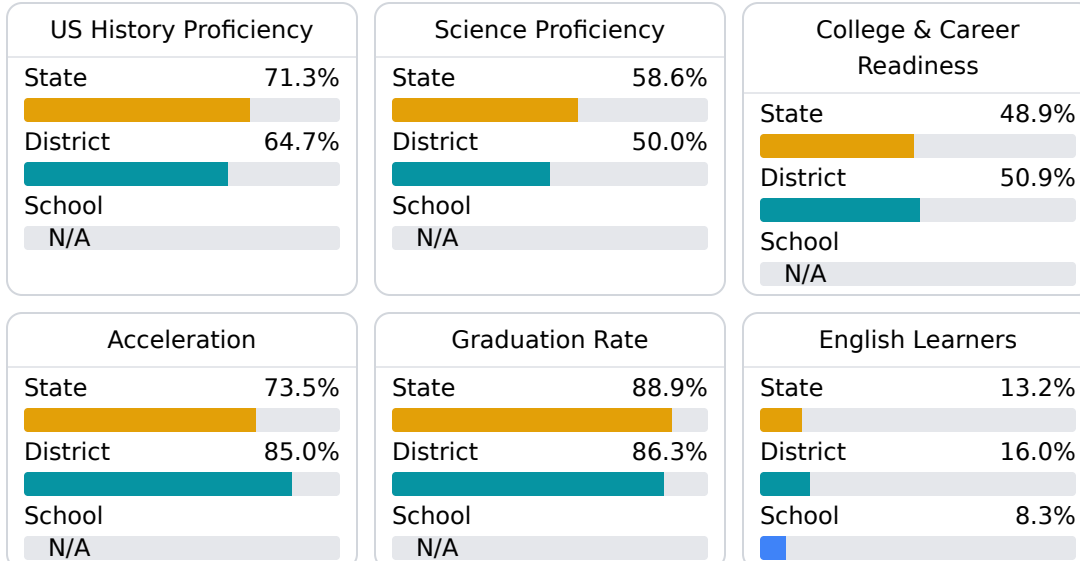 US History Proficiency
State 71.3%
District 64.7%
School
N/A
Science Proficiency
State 58.6%
District 50.0%
School
N/A
College & Career
Readiness
State 48.9%
District 50.9%
School
N/A
Acceleration
State 73.5%
District 85.0%
School
N/A
Graduation Rate
State 88.9%
District 86.3%
School
N/A
English Learners
State 13.2%
District 16.0%
School 8.3%